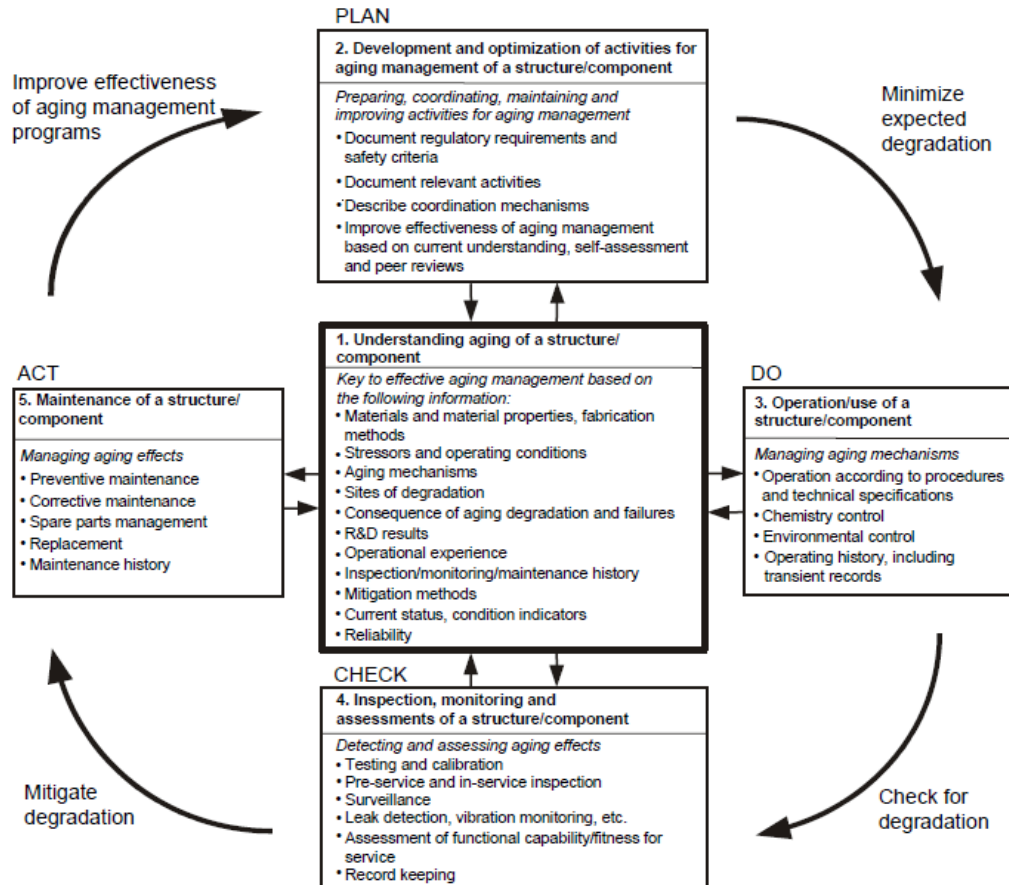 PLAN
2. Development and optimization of activities for
aging management of a structure/component
Preparing, coordinating, maintaining and
improving activities for aging management
• Document regulatory requirements and
safety criteria
• Document relevant activities
• Describe coordination mechanisms
• Improve effectiveness of aging management
based on current understanding, self-assessment
and peer reviews
Improve effectiveness
of aging management
programs
Minimize
expected
degradation
1. Understanding aging of a structure/
component
Key to effective aging management based on
the following information:
• Materials and material properties, fabrication
methods
• Stressors and operating conditions
• Aging mechanisms
• Sites of degradation
• Consequence of aging degradation and failures
• R&D results
• Operational experience
• Inspection/monitoring/maintenance history
• Mitigation methods
• Current status, condition indicators
• Reliability
ACT
5. Maintenance of a structure/
component
Managing aging effects
• Preventive maintenance
• Corrective maintenance
• Spare parts management
• Replacement
• Maintenance history
DO
3. Operation/use of a
structure/component
Managing aging mechanisms
• Operation according to procedures
and technical specifications
• Chemistry control
• Environmental control
• Operating history, including
transient records
CHECK
4. Inspection, monitoring and
assessments of a structure/component
Detecting and assessing aging effects
• Testing and calibration
• Pre-service and in-service inspection
• Surveillance
• Leak detection, vibration monitoring, etc.
• Assessment of functional capability/fitness for
service
• Record keeping
Mitigate
degradation
Check for
degradation